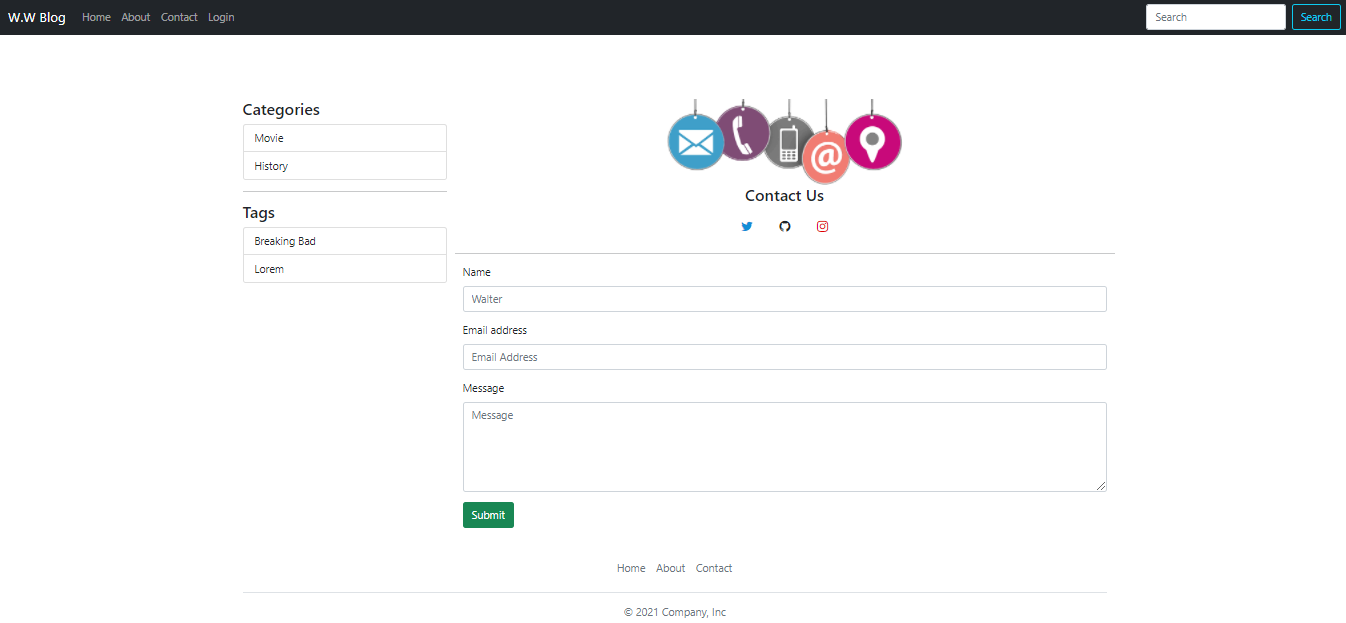 W.W Blog Home About Contact Login Search Search
Categories
Movie
History
Tags
Breaking Bad
Lorem
@
Contact Us
Name
Walter
Email address
Email Address
Message
Message
Submit
Home About Contact
© 2021 Company, Inc